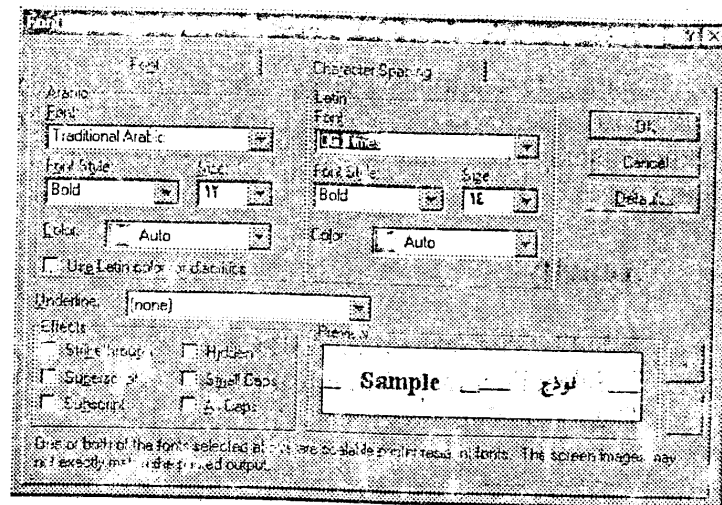 Font
Font
Character Spacing
Arabic
Font
Traditional Arabic
Font Style
Size
Bold
١٢
Color
Auto
Use Latin color for diacritics
Latin
Font
Font Style
Size
Bold
١٤
Color
Auto
OK
Cancel
Default...
Underline
(none)
Effects
Strikethrough
Hidden
Superscript
Small Caps
Subscript
All Caps
Preview
Sample
نموذج
One or both of the fonts selected above are scalable printer resident fonts. The screen images may
not exactly match the printed output.